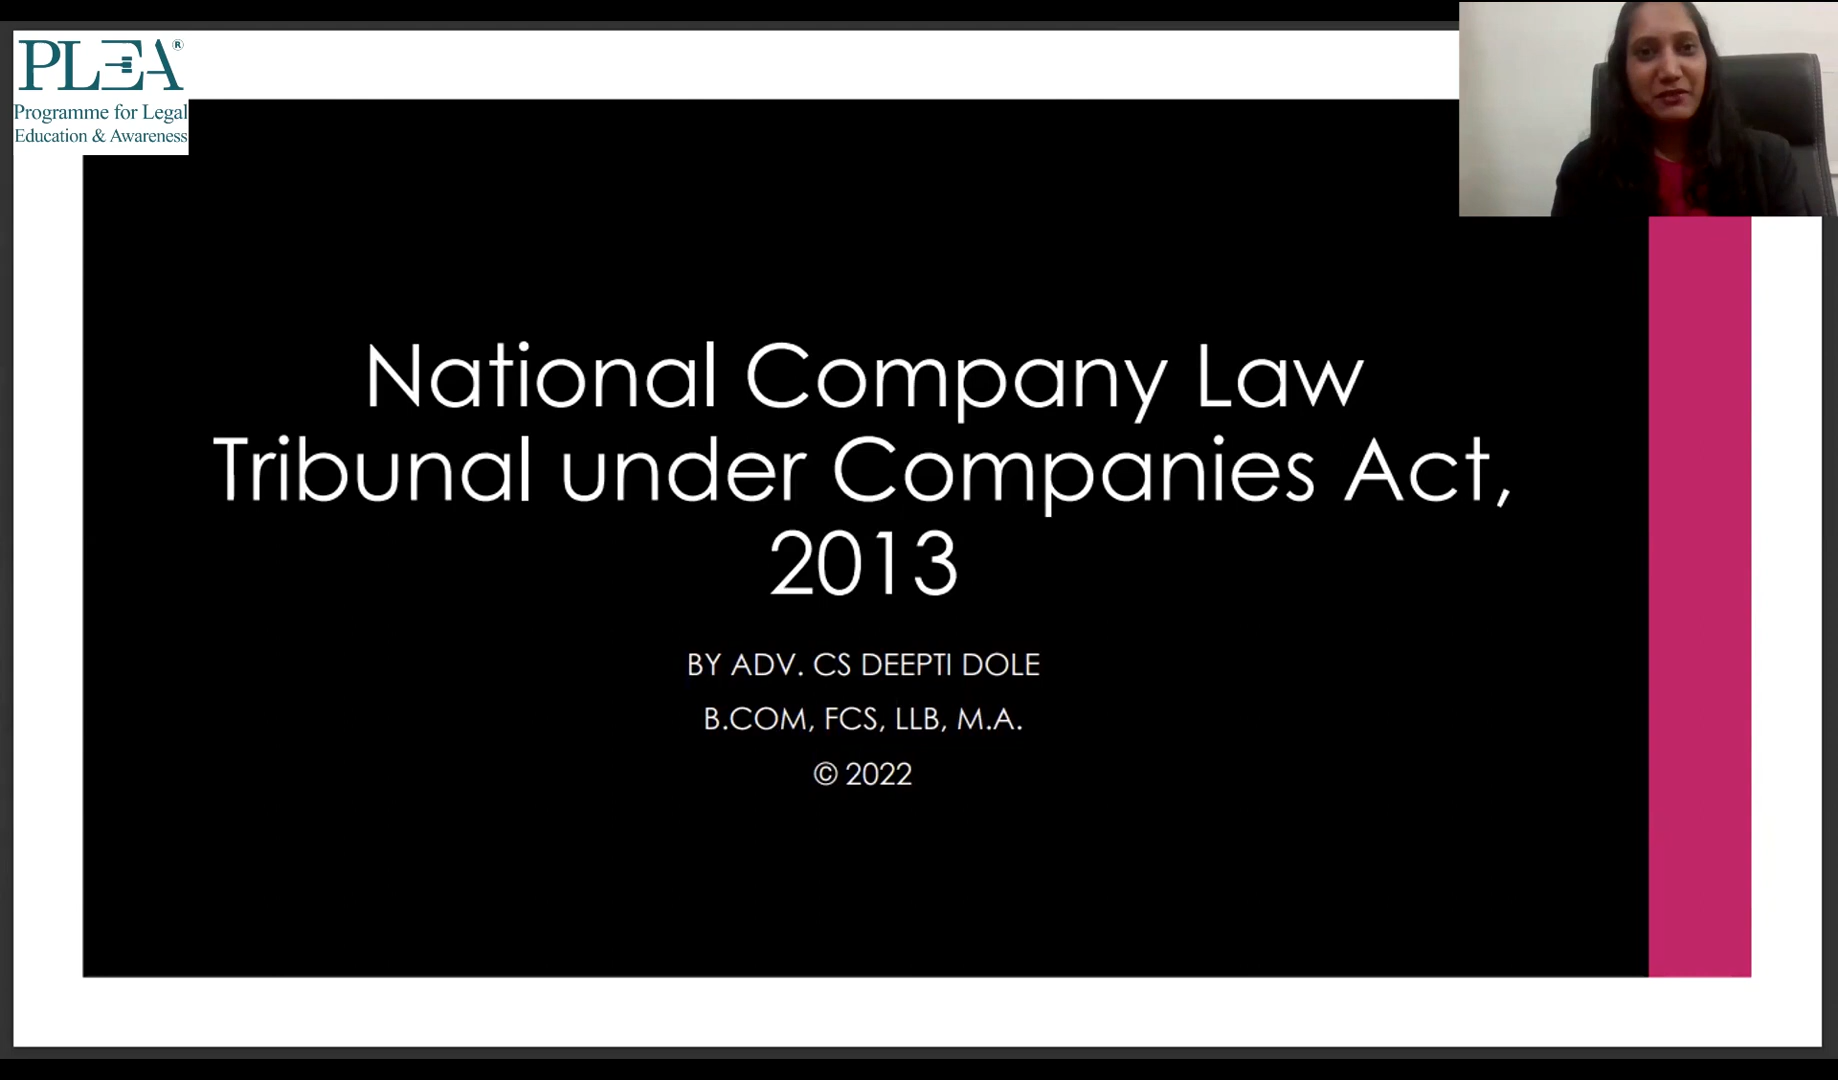 PLEA®
Programme for Legal
Education & Awareness
National Company Law
Tribunal under Companies Act,
2013
BY ADV. CS DEEPTI DOLE
B.COM, FCS, LLB, M.A.
© 2022